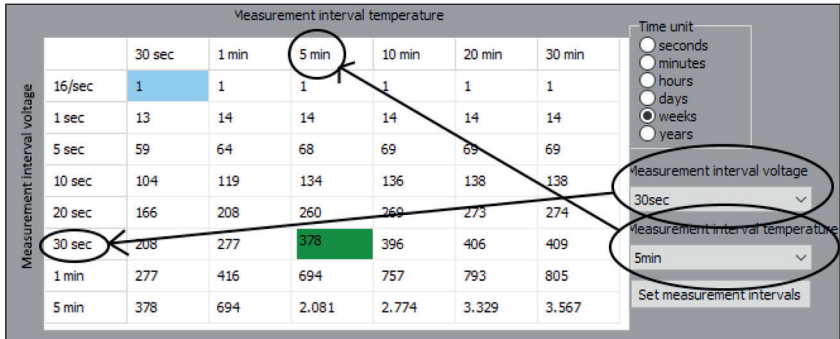 Measurement interval temperature
Measurement interval voltage
30 sec 1 min 5 min 10 min 20 min 30 min
16/sec 1 1 1 1 1 1
1 sec 13 14 14 14 14 14
5 sec 59 64 68 69 69 69
10 sec 104 119 134 136 138 138
20 sec 166 208 260 269 273 274
30 sec 208 277 378 396 406 409
1 min 277 416 694 757 793 805
5 min 378 694 2.081 2.774 3.329 3.567
Time unit
seconds
minutes
hours
days
weeks
years
Measurement interval voltage
30sec
Measurement interval temperature
5min
Set measurement intervals